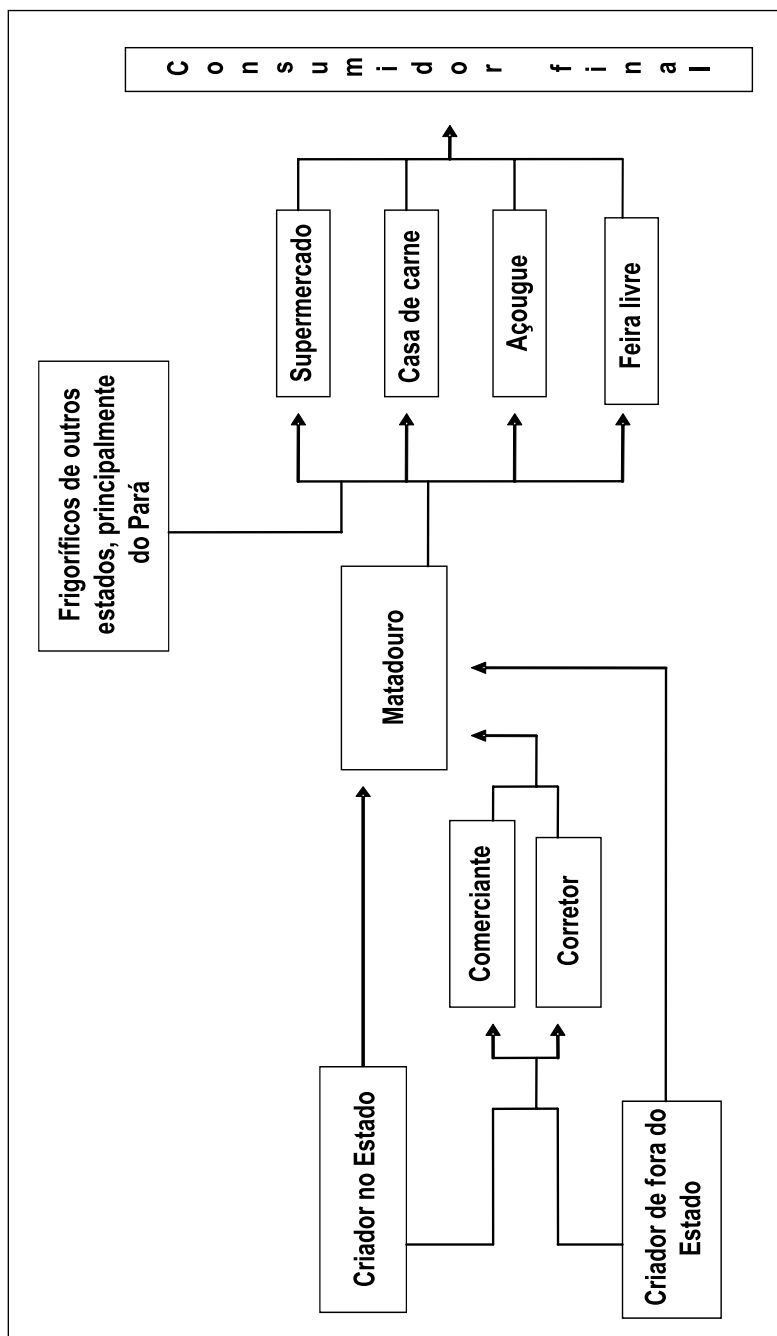 Criador no Estado
Criador de fora do
Estado
Comerciante
Corretor
Matadouro
Frigoríficos de outros
estados, principalmente
do Pará
Supermercado
Casa de carne
Açougue
Feira livre
Consumidor final